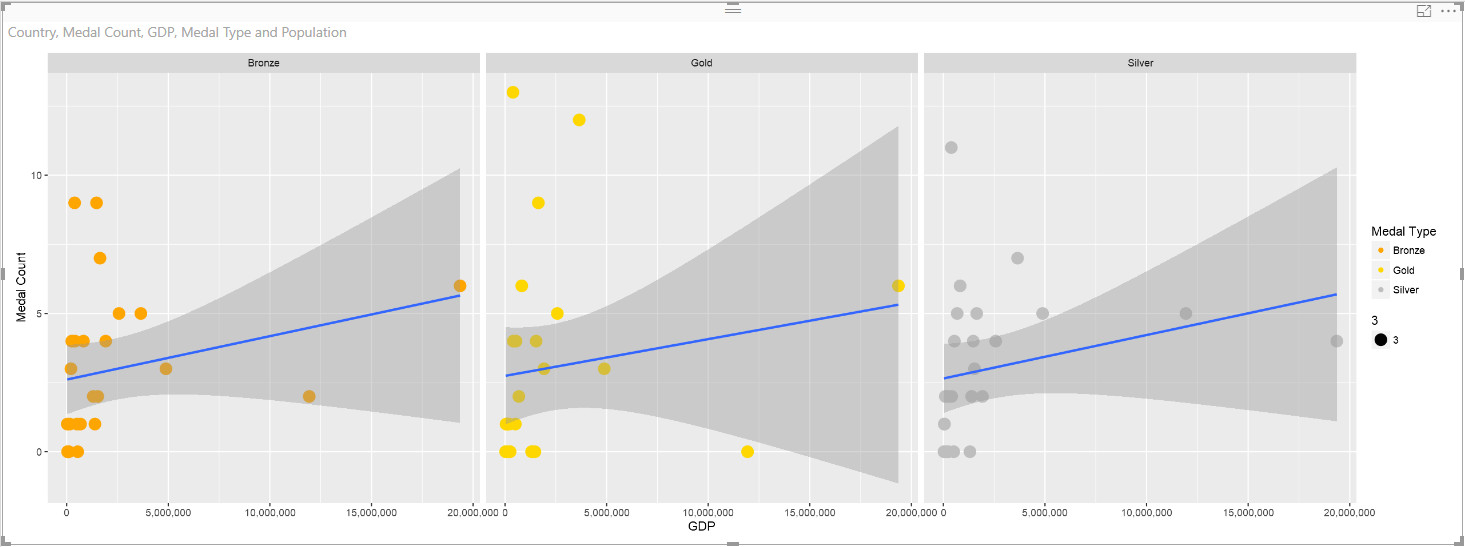 Country, Medal Count, GDP, Medal Type and Population
Bronze Gold Silver
Medal Count
10
5
0
0 5,000,000 10,000,000 15,000,000 20,000,000 0 5,000,000 10,000,000 15,000,000 20,000,000 0 5,000,000 10,000,000 15,000,000 20,000,000
GDP
Medal Type
Bronze
Gold
Silver
3
3